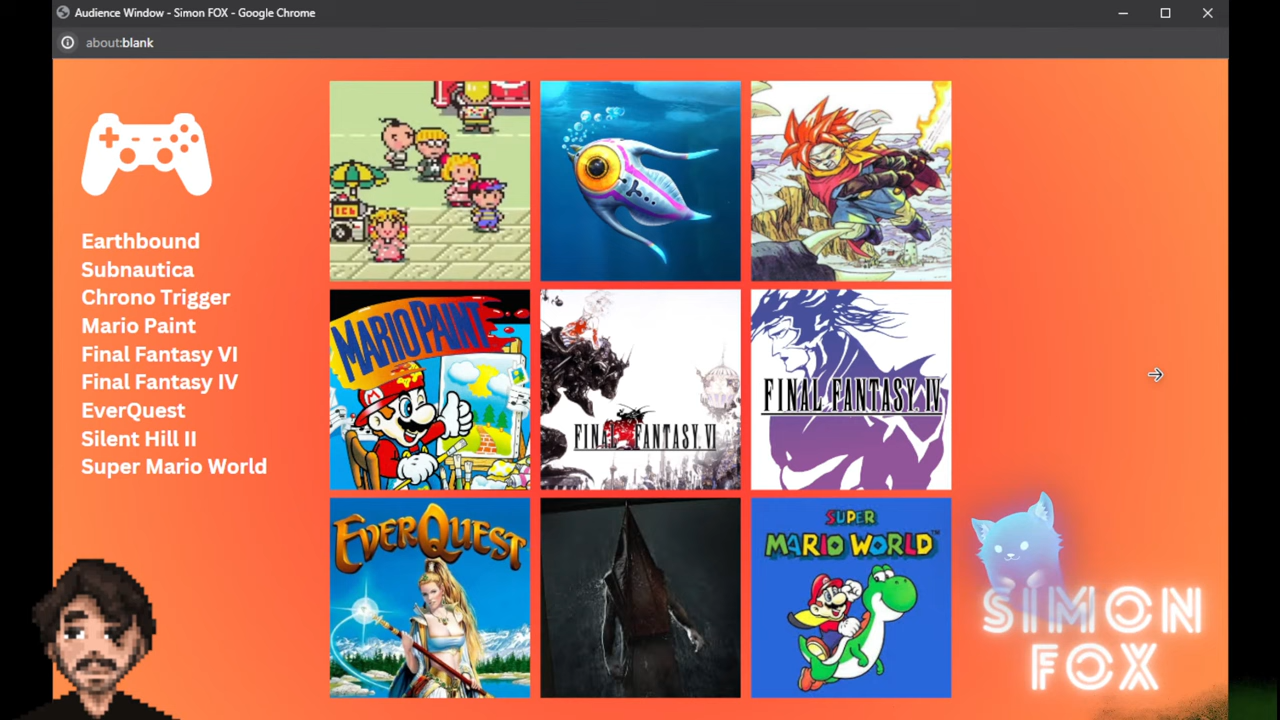 Audience Window - Simon FOX - Google Chrome
about:blank
Earthbound
Subnautica
Chrono Trigger
Mario Paint
Final Fantasy VI
Final Fantasy IV
EverQuest
Silent Hill II
Super Mario World
ICE
MARIO PAINT
FINAL FANTASY VI
FINAL FANTASY IV
EVERQUEST
SUPER
MARIO WORLD™
SIMON
FOX